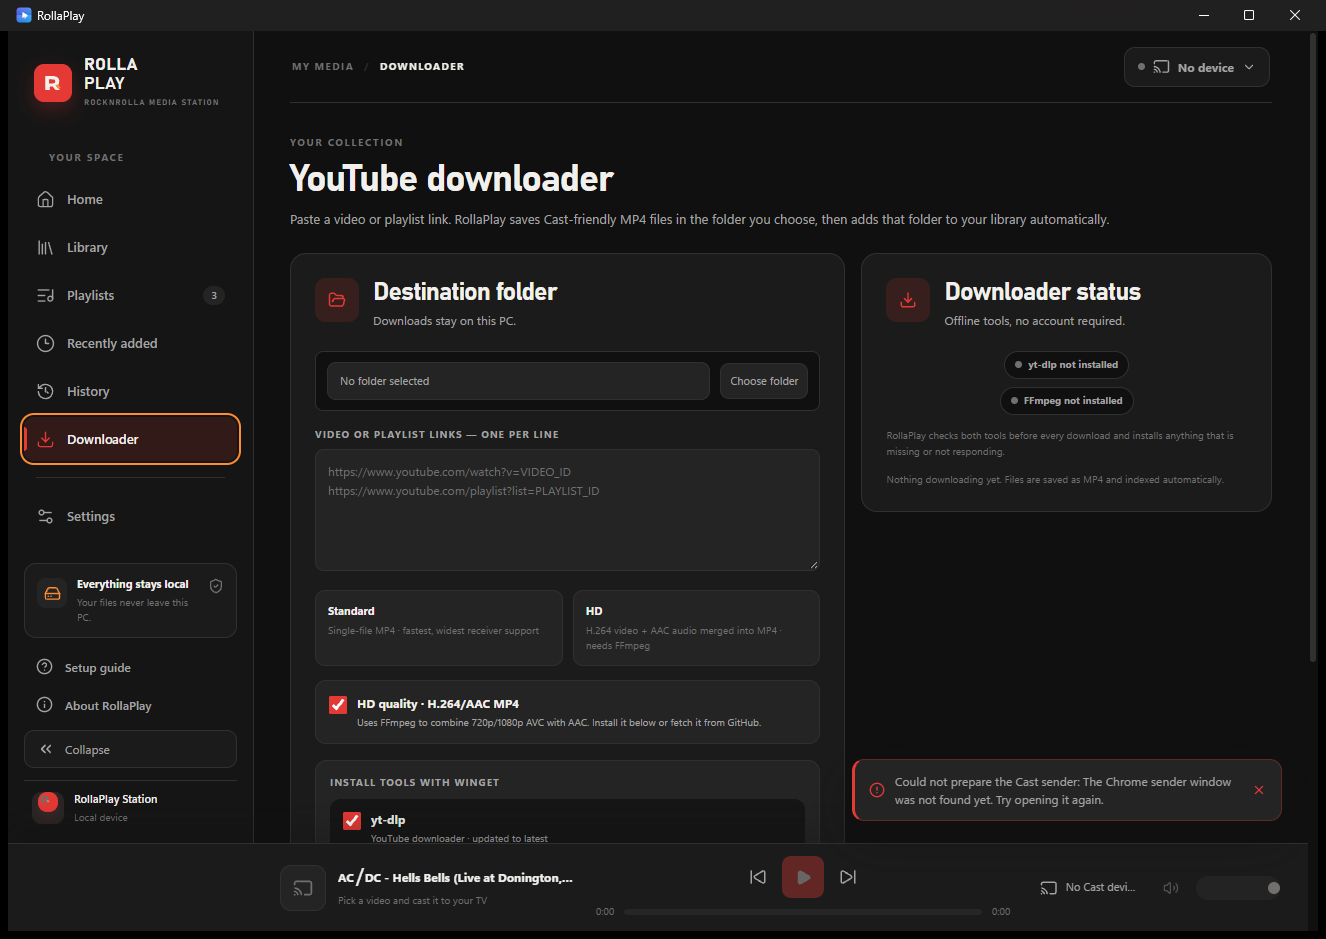 RollaPlay
ROLLA
PLAY
ROCKNROLLA MEDIA STATION
YOUR SPACE
Home
Library
Playlists
3
Recently added
History
Downloader
Settings
Everything stays local
Your files never leave this
PC.
Setup guide
About RollaPlay
Collapse
RollaPlay Station
Local device
MY MEDIA / DOWNLOADER
No device
YOUR COLLECTION
YouTube downloader
Paste a video or playlist link. RollaPlay saves Cast-friendly MP4 files in the folder you choose, then adds that folder to your library automatically.
Destination folder
Downloads stay on this PC.
No folder selected
Choose folder
VIDEO OR PLAYLIST LINKS — ONE PER LINE
https://www.youtube.com/watch?v=VIDEO_ID
https://www.youtube.com/playlist?list=PLAYLIST_ID
Standard
Single-file MP4 · fastest, widest receiver support
HD
H.264 video + AAC audio merged into MP4 ·
needs FFmpeg
HD quality · H.264/AAC MP4
Uses FFmpeg to combine 720p/1080p AVC with AAC. Install it below or fetch it from GitHub.
INSTALL TOOLS WITH WINGET
yt-dlp
YouTube downloader · updated to latest
Downloader status
Offline tools, no account required.
yt-dlp not installed
FFmpeg not installed
RollaPlay checks both tools before every download and installs anything that is
missing or not responding.
Nothing downloading yet. Files are saved as MP4 and indexed automatically.
Could not prepare the Cast sender: The Chrome sender window
was not found yet. Try opening it again.
AC/DC - Hells Bells (Live at Donington,...
Pick a video and cast it to your TV
0:00
0:00
No Cast devi...